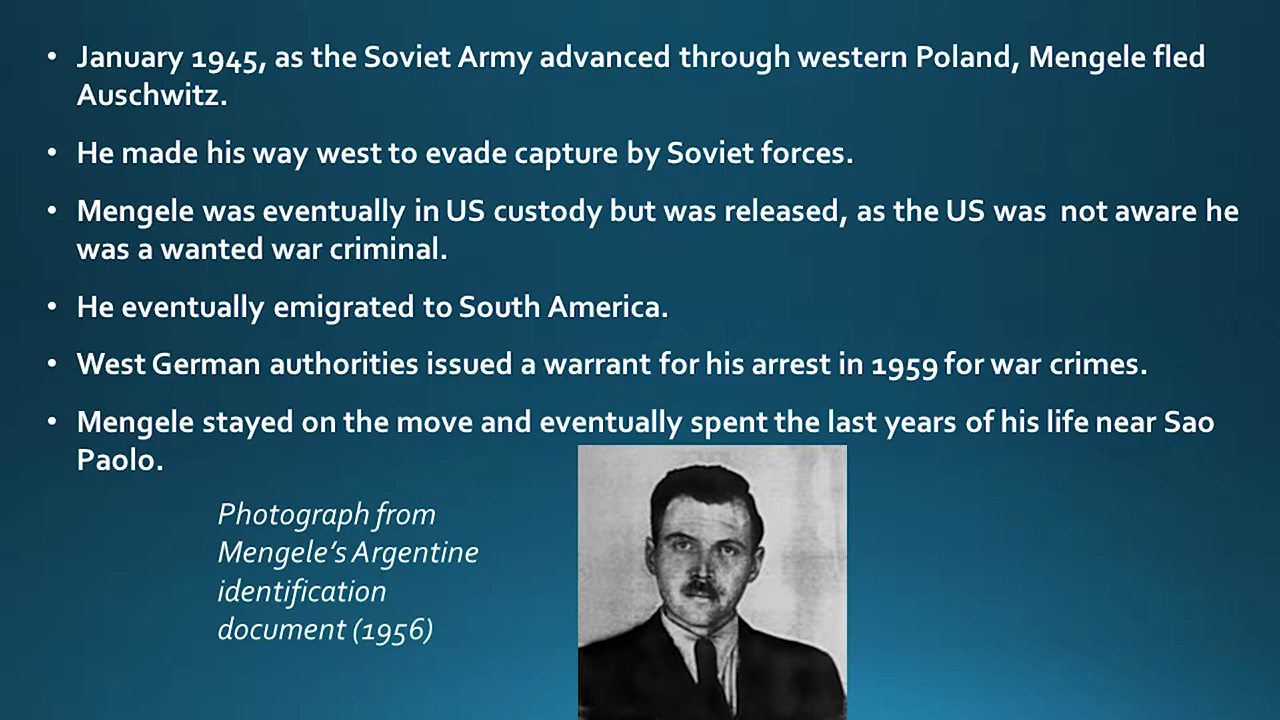 • January 1945, as the Soviet Army advanced through western Poland, Mengele fled
Auschwitz.
• He made his way west to evade capture by Soviet forces.
• Mengele was eventually in US custody but was released, as the US was not aware he
was a wanted war criminal.
• He eventually emigrated to South America.
• West German authorities issued a warrant for his arrest in 1959 for war crimes.
• Mengele stayed on the move and eventually spent the last years of his life near Sao
Paolo.
Photograph from
Mengele’s Argentine
identification
document (1956)